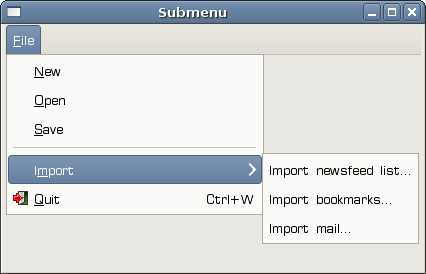 Submenu
File
New
Open
Save
Import
Import newsfeed list...
Import bookmarks...
Quit Ctrl+W
Import mail...